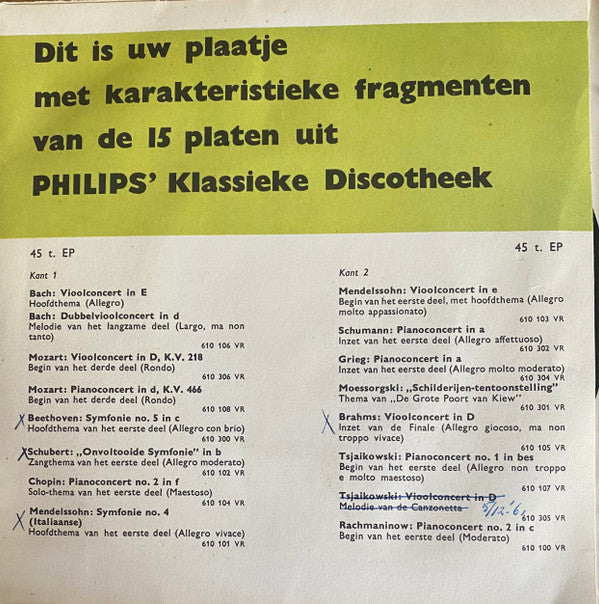 Dit is uw plaatje
met karakteristieke fragmenten
van de 15 platen uit
PHILIPS' Klassieke Discotheek
45 t. EP
Kant 1
Bach: Vioolconcert in E
Hoofdthema (Allegro)
Bach: Dubbelvioolconcert in d
Melodie van het langzame deel (Largo, ma non
tanto)
610 106 VR
Mozart: Vioolconcert in D, K.V. 218
Begin van het derde deel (Rondo)
610 306 VR
Mozart: Pianoconcert in d, K.V. 466
Begin van het derde deel (Rondo)
610 108 VR
X Beethoven: Symfonie no. 5 in c
Hoofdthema van het eerste deel (Allegro con brio)
610 300 VR
X Schubert: „Onvoltooide Symfonie" in b
Zangthema van het eerste deel (Allegro moderato)
610 102 VR
Chopin: Pianoconcert no. 2 in f
Solo-thema van het eerste deel (Maestoso)
610 104 VR
X Mendelssohn: Symfonie no. 4
(Italiaanse)
Hoofdthema van het eerste deel (Allegro vivace)
610 101 VR
45 t. EP
Kant 2
Mendelssohn: Vioolconcert in e
Begin van het eerste deel, met hoofdthema (Allegro
molto appassionato)
610 103 VR
Schumann: Pianoconcert in a
Inzet van het eerste deel (Allegro affettuoso)
610 302 VR
Grieg: Pianoconcert in a
Inzet van het eerste deel (Allegro molto moderato)
610 304 VR
Moessorgski: „Schilderijen-tentoonstelling"
Thema van „De Grote Poort van Kiew"
610 301 VR
X Brahms: Vioolconcert in D
Inzet van de Finale (Allegro giocoso, ma non
troppo vivace)
610 105 VR
Tsjaikowski: Pianoconcert no. 1 in bes
Begin van het eerste deel (Allegro non troppo
e molto maestoso)
610 107 VR
Tsjaikowski: Vioolconcert in D
Melodie van de Canzonetta 5/12-'61
610 305 VR
Rachmaninow: Pianoconcert no. 2 in c
Begin van het eerste deel (Moderato)
610 100 VR